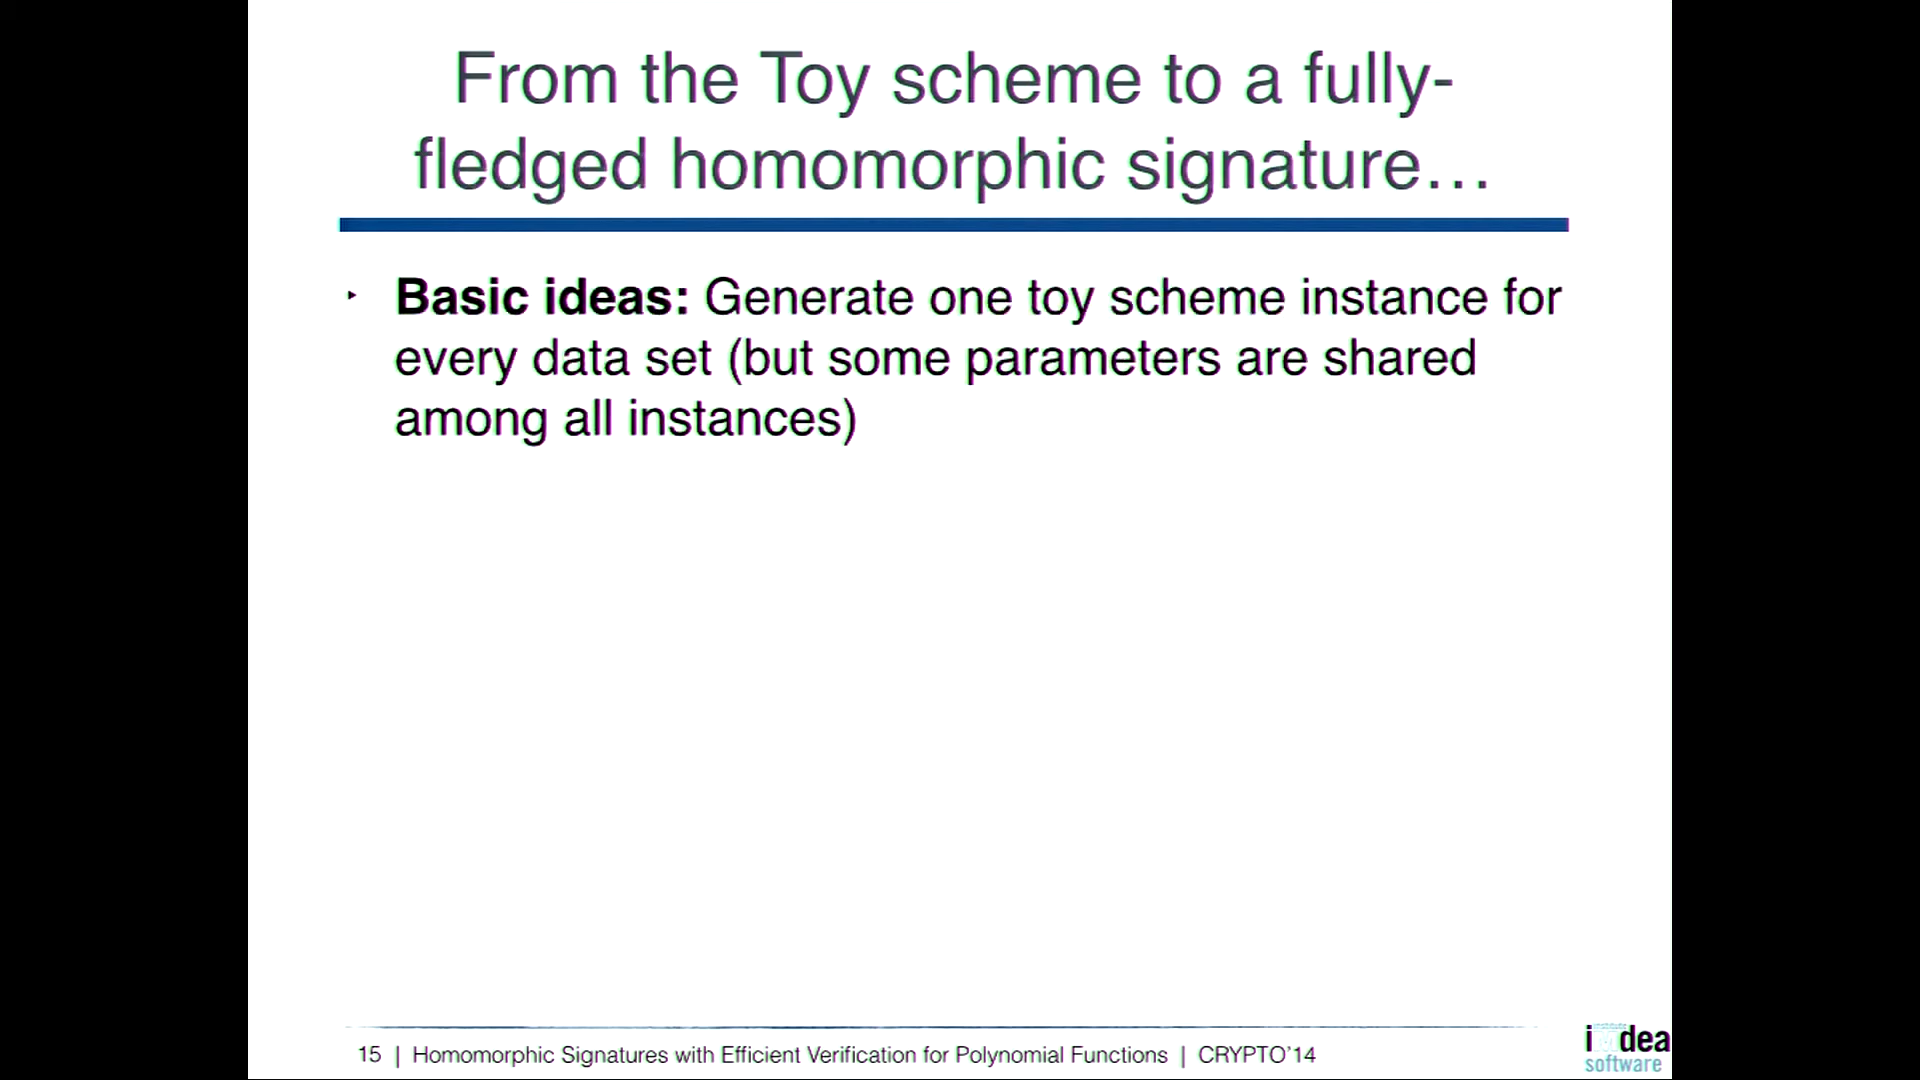 From the Toy scheme to a fully-
fledged homomorphic signature…
‣ Basic ideas: Generate one toy scheme instance for
every data set (but some parameters are shared
among all instances)
15 | Homomorphic Signatures with Efficient Verification for Polynomial Functions | CRYPTO’14
software